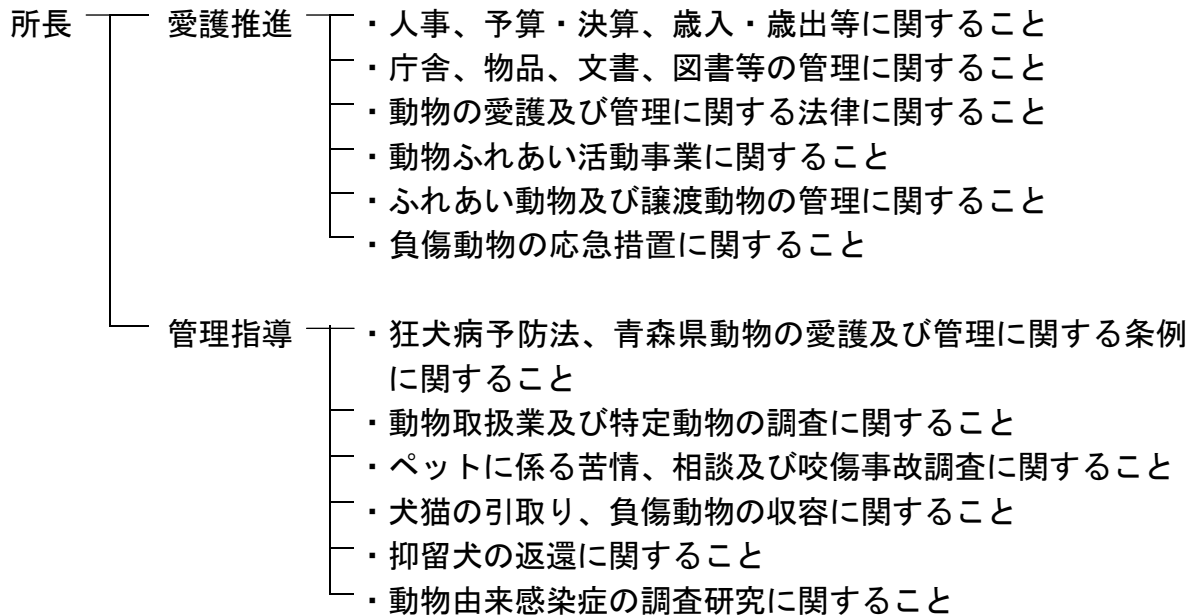 所長 愛護推進 ・人事、予算・決算、歳入・歳出等に関すること
・庁舎、物品、文書、図書等の管理に関すること
・動物の愛護及び管理に関する法律に関すること
・動物ふれあい活動事業に関すること
・ふれあい動物及び譲渡動物の管理に関すること
・負傷動物の応急措置に関すること
管理指導 ・狂犬病予防法、青森県動物の愛護及び管理に関する条例
に関すること
・動物取扱業及び特定動物の調査に関すること
・ペットに係る苦情、相談及び咬傷事故調査に関すること
・犬猫の引取り、負傷動物の収容に関すること
・抑留犬の返還に関すること
・動物由来感染症の調査研究に関すること